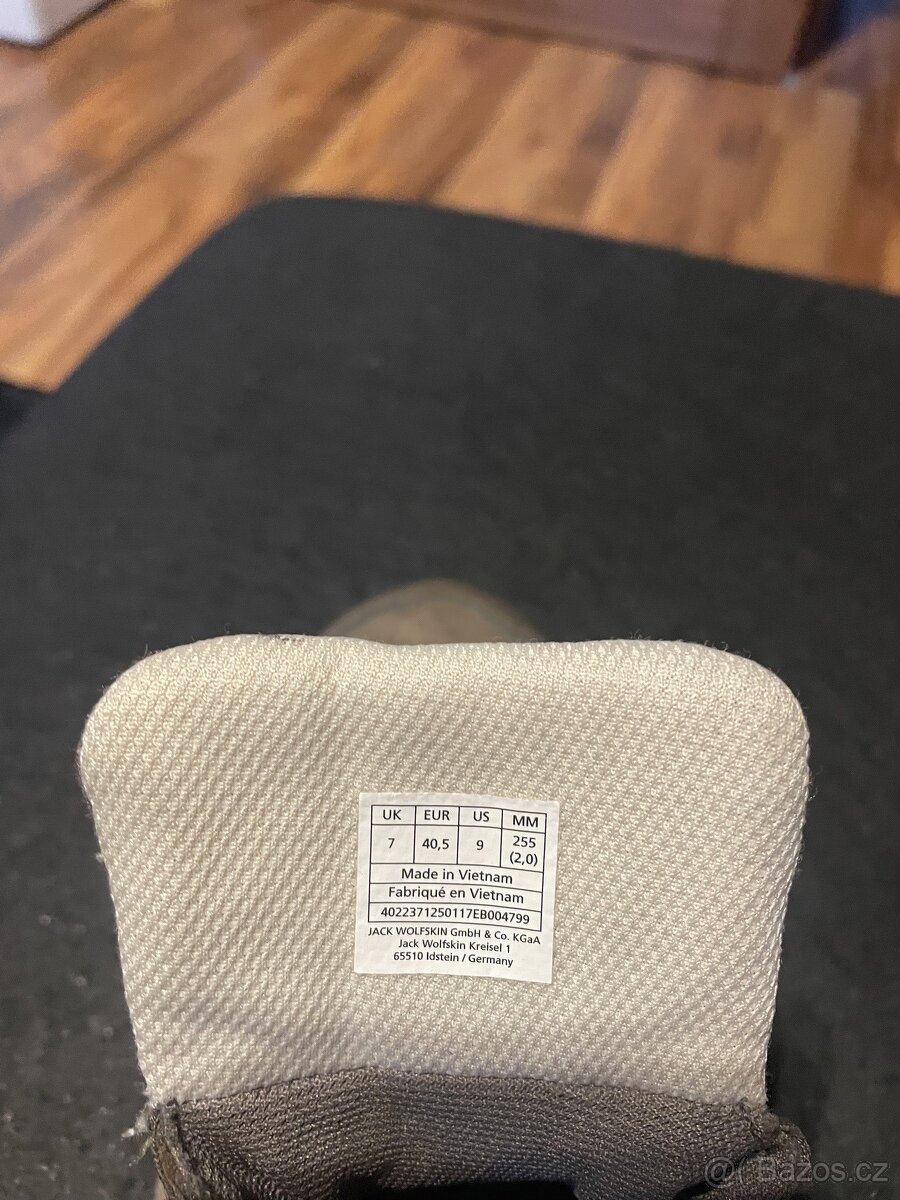 UK EUR US MM
7 40,5 9 255
(2,0)
Made in Vietnam
Fabriqué en Vietnam
4022371250117EB004799
JACK WOLFSKIN GmbH & Co. KGaA
Jack Wolfskin Kreisel 1
65510 Idstein / Germany
@( Bazos.cz